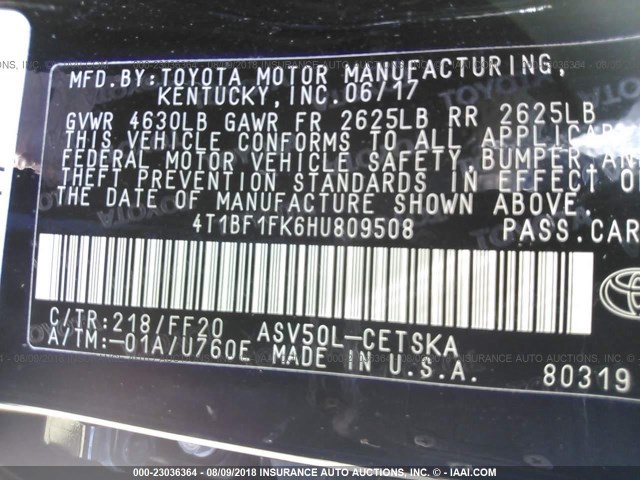 MFD.BY:TOYOTA MOTOR MANUFACTURING,
KENTUCKY,INC.06/17
GVWR 4630LB GAWR FR 2625LB RR 2625LB
THIS VEHICLE CONFORMS TO ALL
FEDERAL MOTOR VEHICLE SAFETY,BUMPER,AN
THEFT PREVENTION STANDARDS IN EFFECT O
THE DATE OF MANUFACTURE SHOWN ABOVE.
4T1BF1FK6HU809508 PASS.CAR
C/TR:218/FF20 ASV50L-CETSKA
A/TM:-01A/U760E MADE IN U.S.A. 80319
000-23036364 - 08/09/2018 INSURANCE AUTO AUCTIONS, INC. - IAAI.COM